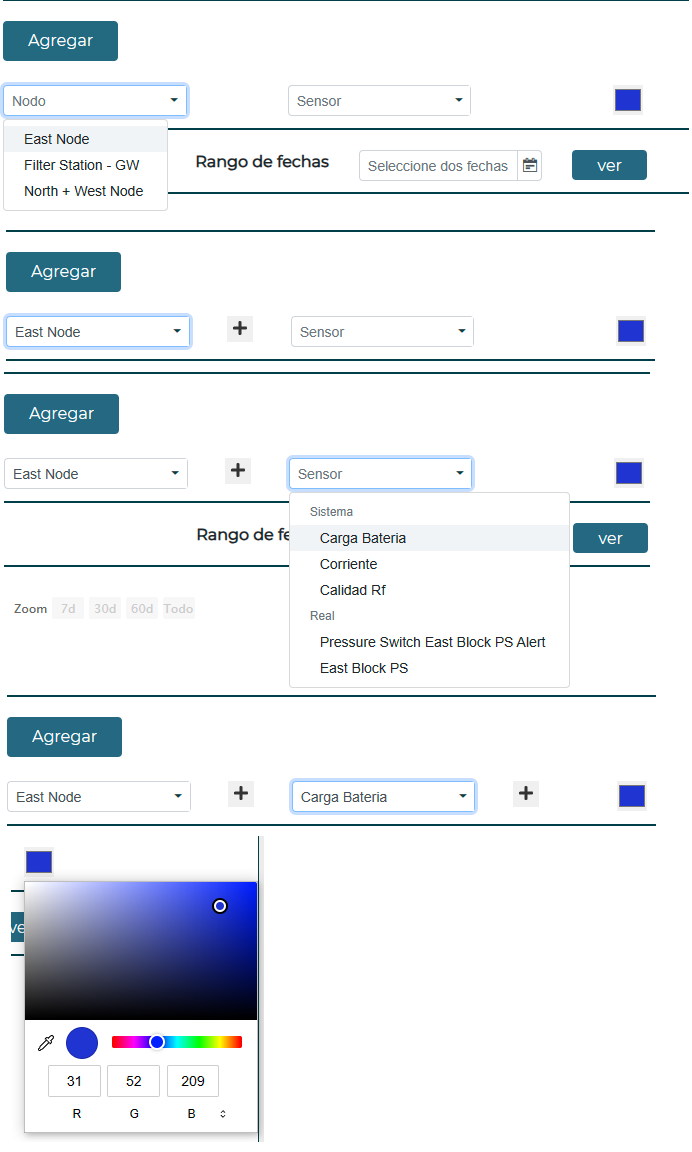 Agregar
Nodo Sensor
East Node
Filter Station - GW
North + West Node
Rango de fechas Seleccione dos fechas ver
Agregar
East Node + Sensor
Agregar
East Node + Sensor
Sistema
Carga Bateria
Corriente
Calidad Rf
Real
Pressure Switch East Block PS Alert
East Block PS
Rango de fe ver
Zoom 7d 30d 60d Todo
Agregar
East Node + Carga Bateria +
ve
31 52 209
R G B